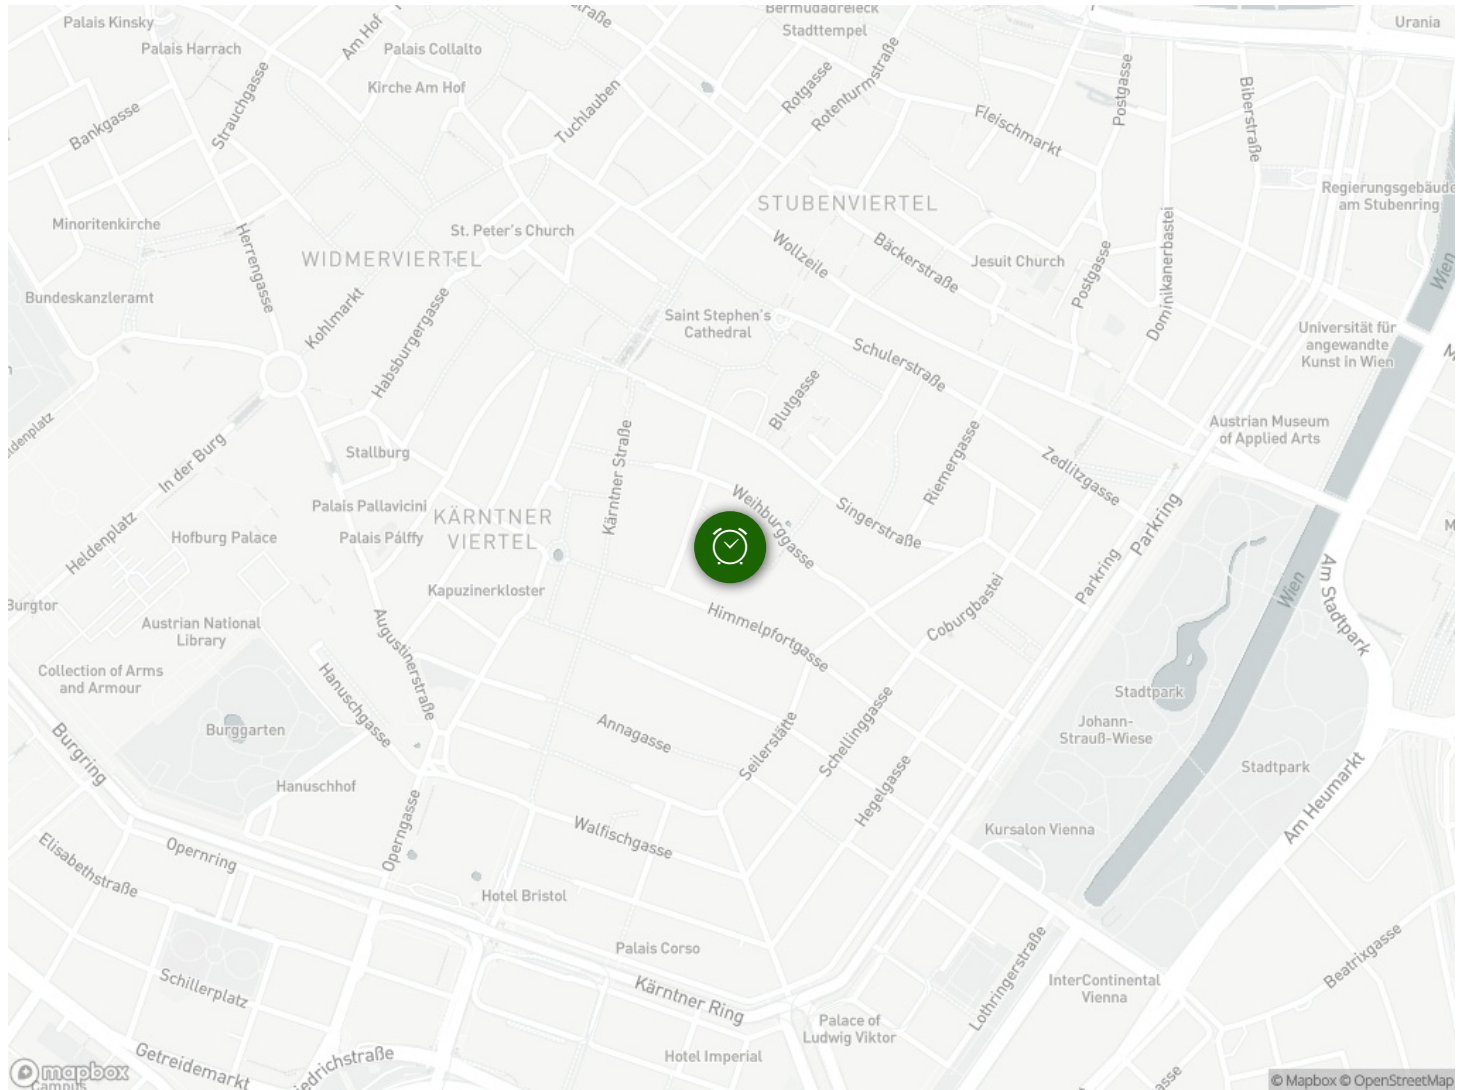 Bermudadreieck
Palais Kinsky
Urania
Stadttempel
Am Hof
Palais Harrach
Palais Collalto
Kirche Am Hof
Strauchgasse
Bankgasse
Tuchlauben
Rotgasse
Rotenturmstraße
Postgasse
Biberstraße
Fleischmarkt
Regierungsgebäude
am Stubenring
STUBENVIERTEL
Minoritenkirche
St. Peter's Church
WIDMERVIERTEL
Herrengasse
Wollzeile
Bäckerstraße
Jesuit Church
Postgasse
Dominikanerbastei
Wien
Bundeskanzleramt
Kohlmarkt
Habsburgergasse
Saint Stephen's
Cathedral
Schulerstraße
Universität für
angewandte
Kunst in Wien
Blutgasse
Austrian Museum
of Applied Arts
In der Burg
Stallburg
Kärntner Straße
Riemergasse
Zedlitzgasse
Palais Pallavicini
KÄRNTNER
VIERTEL
Weihburggasse
Singerstraße
Parkring
Heldenplatz
Hofburg Palace
Palais Pálffy
Kapuzinerkloster
Parkring
Wien
Am Stadtpark
Burgtor
Austrian National
Library
Augustinerstraße
Himmelpfortgasse
Coburgbastei
Collection of Arms
and Armour
Hanuschgasse
Stadtpark
Burgring
Burggarten
Annagasse
Seilerstätte
Schellinggasse
Johann-
Strauß-Wiese
Stadtpark
Hanuschhof
Hegelgasse
Am Heumarkt
Operngasse
Walfischgasse
Kursalon Vienna
Opernring
Elisabethstraße
Hotel Bristol
Palais Corso
Lothringerstraße
Beatrixgasse
Schillerplatz
Kärntner Ring
InterContinental
Vienna
Palace of
Ludwig Viktor
Getreidemarkt
Hotel Imperial
mapbox
© Mapbox © OpenStreetMap